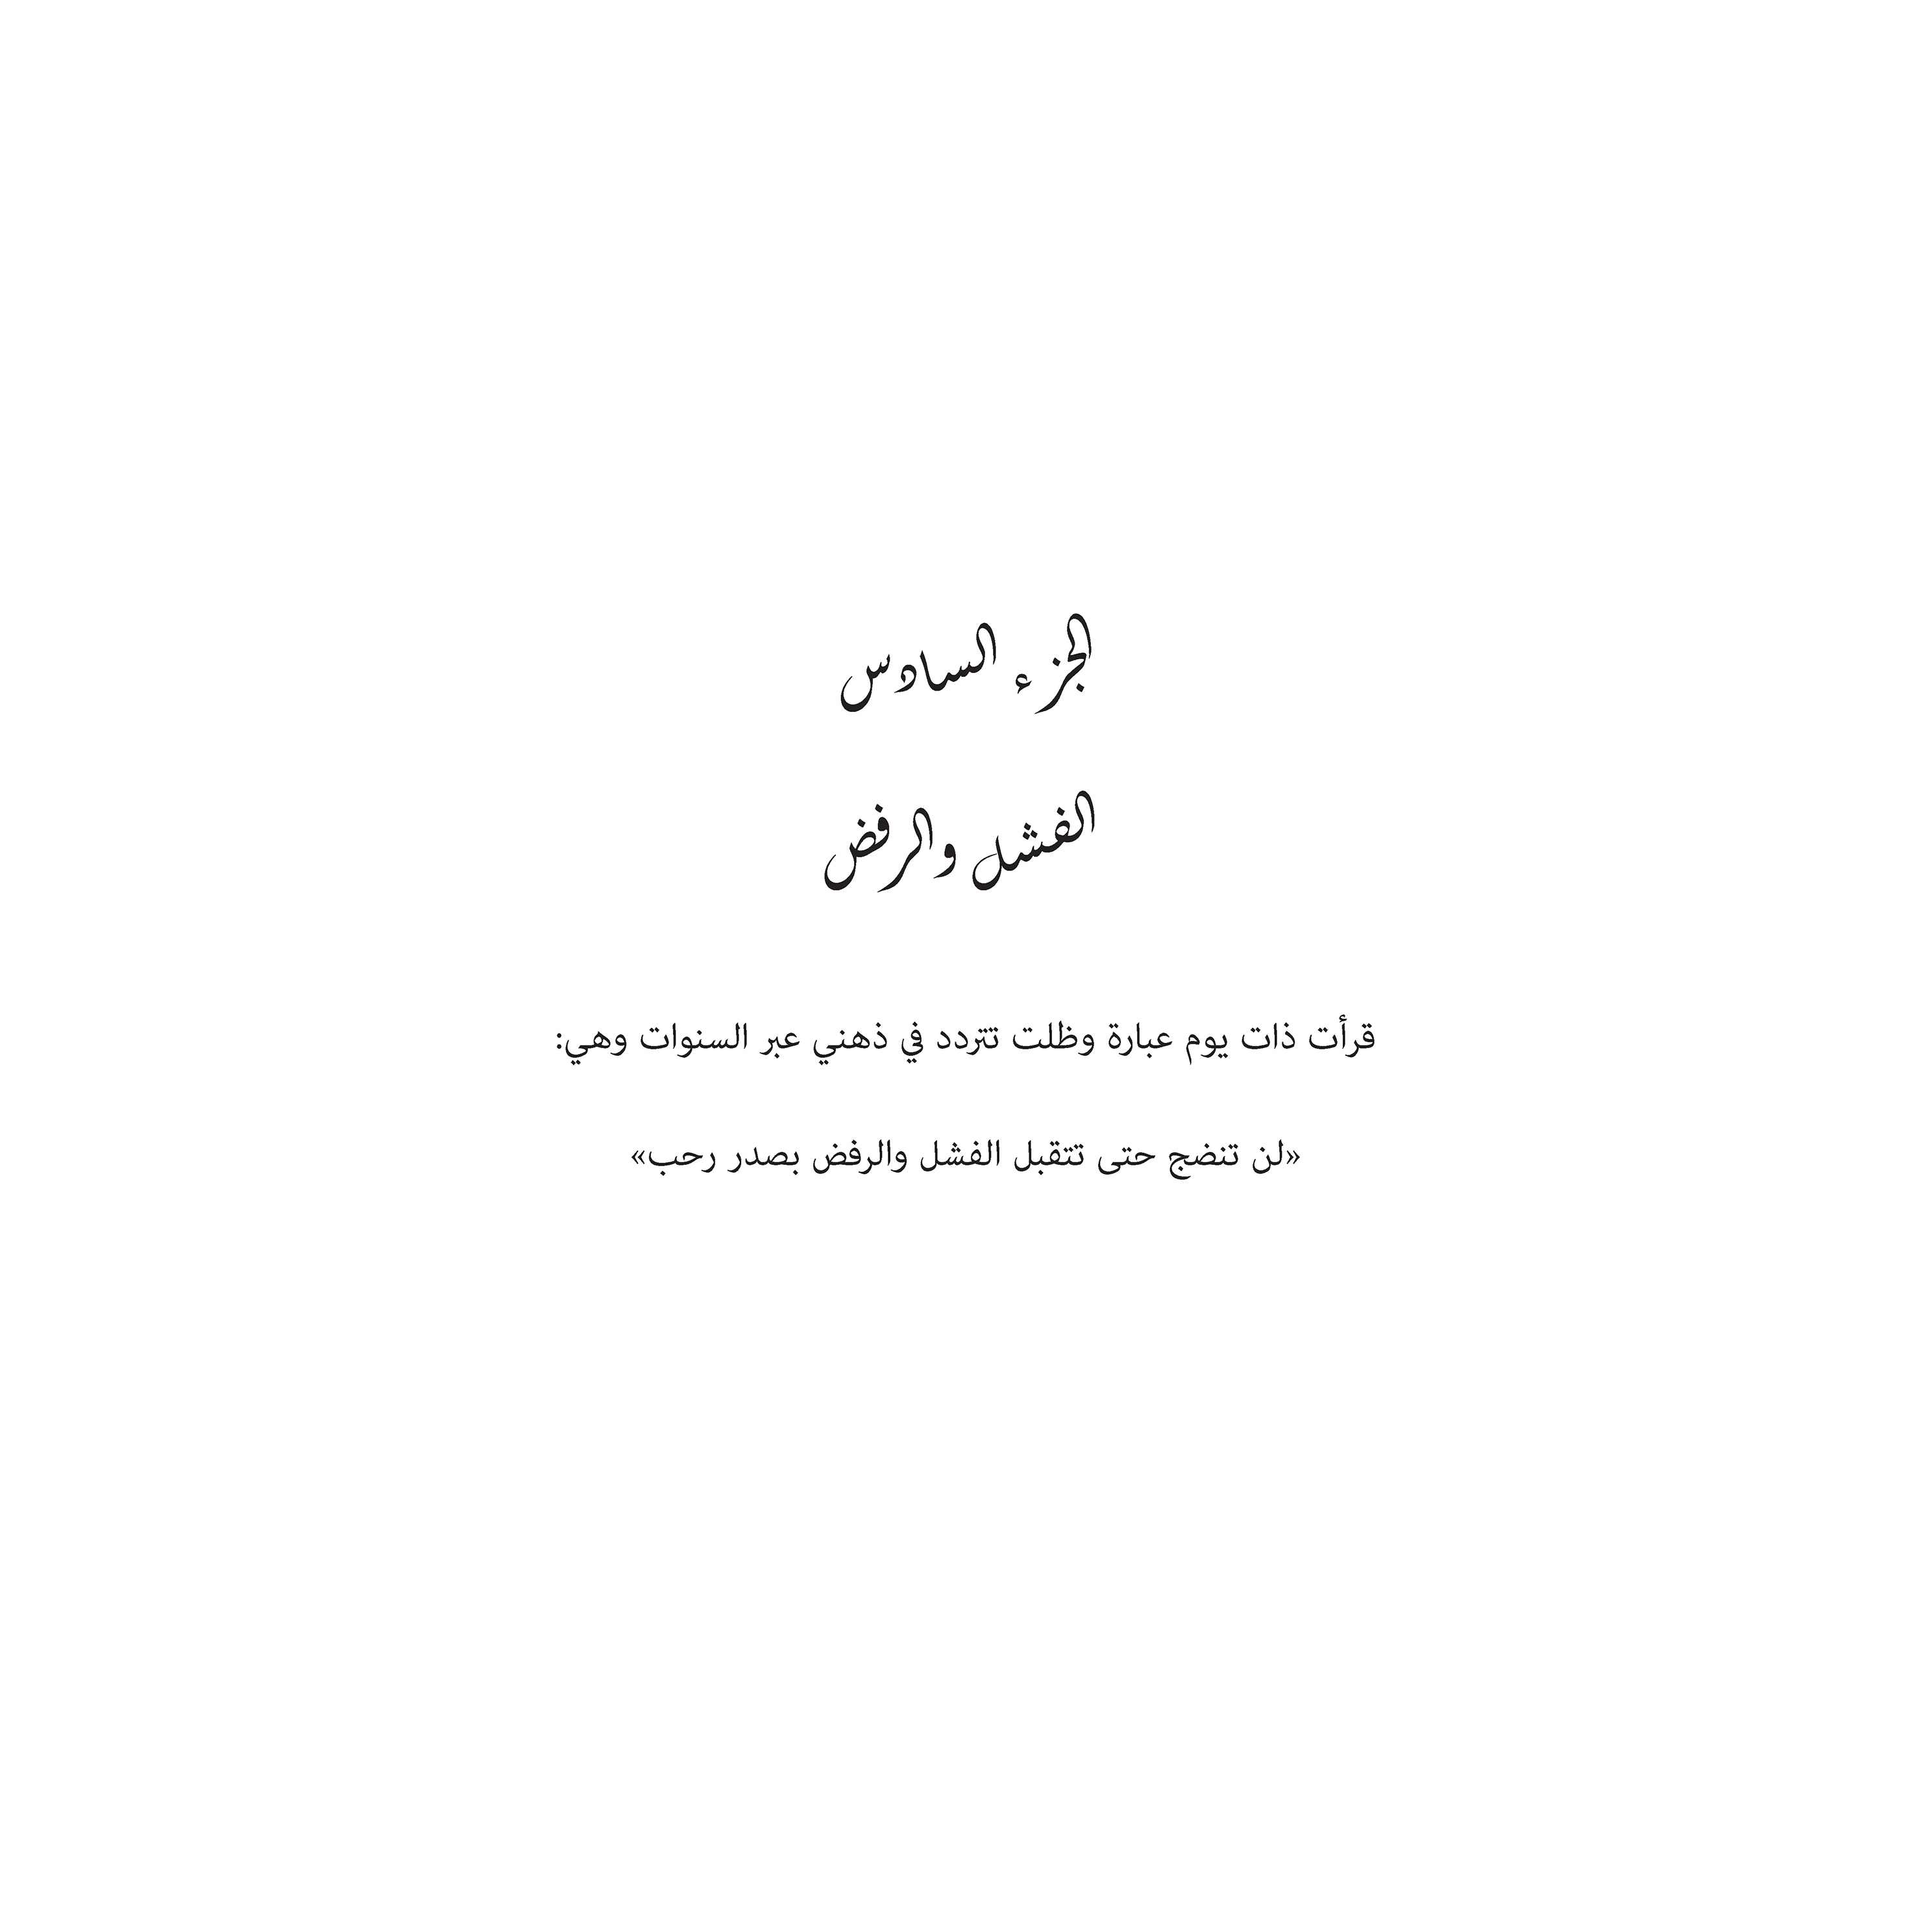 الجزء السادس
الفشل والرفض
قرأت ذات يوم عبارة وظلت تتردد في ذهني عبر السنوات وهي:
«لن تنضج حتى تتقبل الفشل والرفض بصدر رحب»